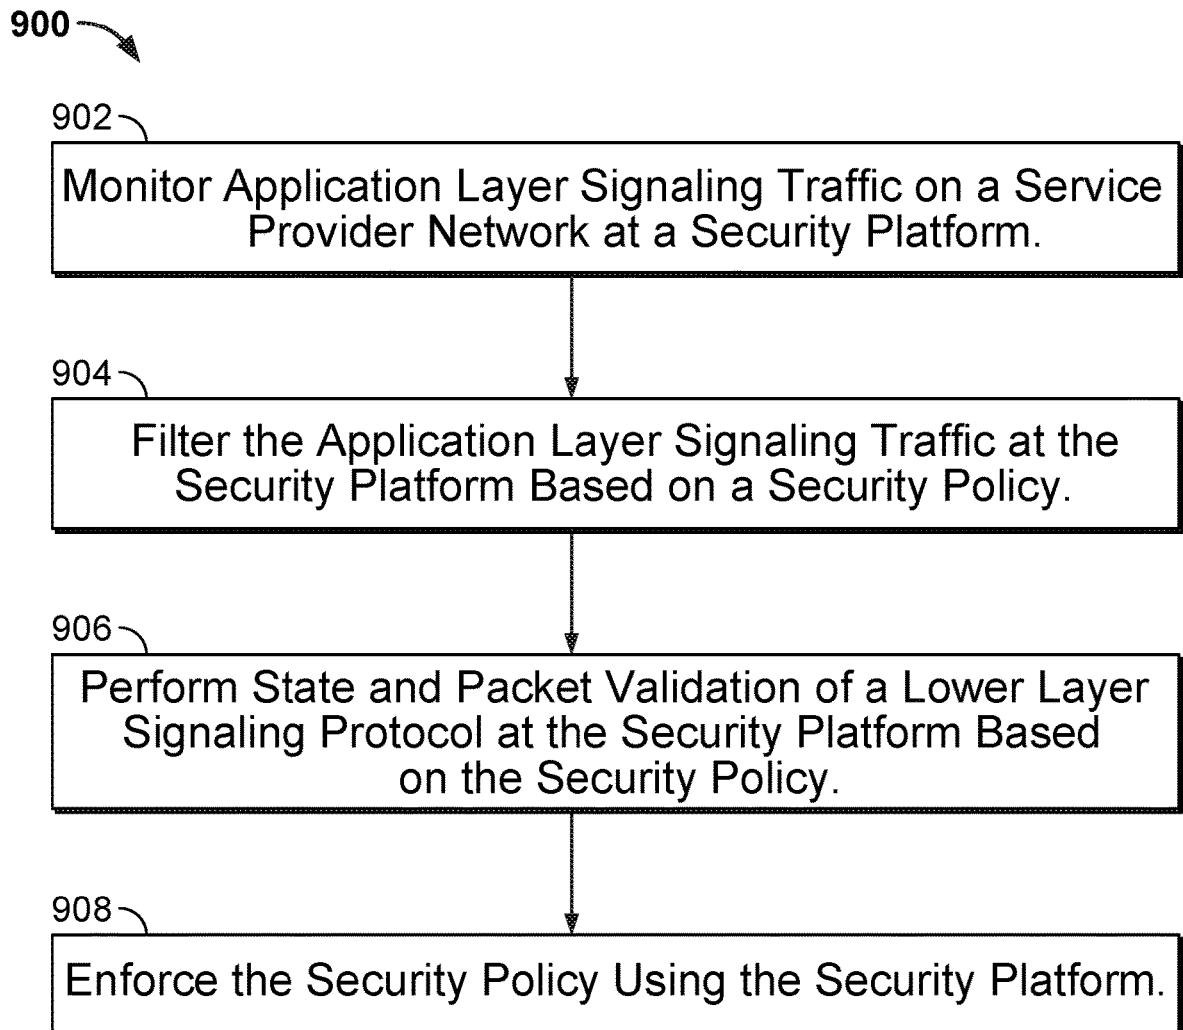 900
902
Monitor Application Layer Signaling Traffic on a Service
Provider Network at a Security Platform.
904
Filter the Application Layer Signaling Traffic at the
Security Platform Based on a Security Policy.
906
Perform State and Packet Validation of a Lower Layer
Signaling Protocol at the Security Platform Based
on the Security Policy.
908
Enforce the Security Policy Using the Security Platform.